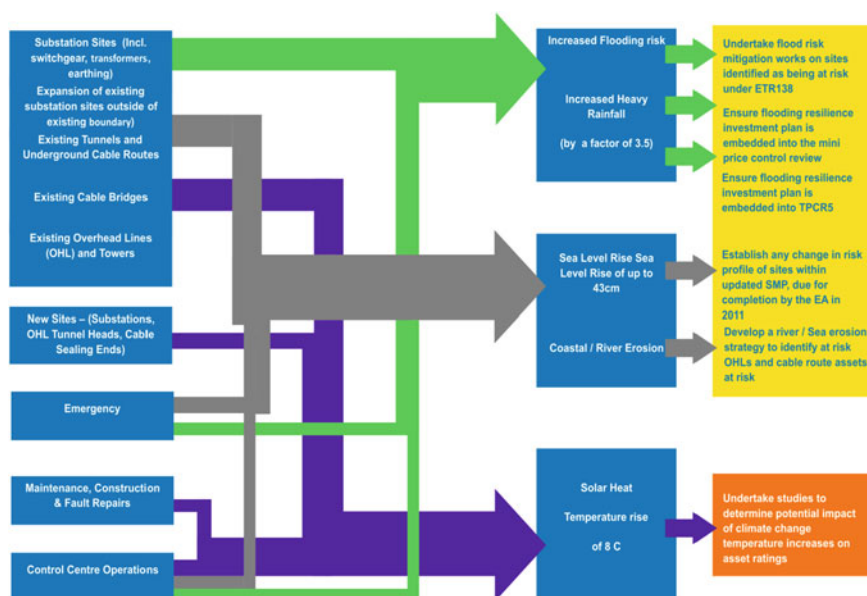 Substation Sites (Incl.
switchgear, transformers,
earthing)
Expansion of existing
substation sites outside of
existing boundary)
Existing Tunnels and
Underground Cable Routes
Existing Cable Bridges
Existing Overhead Lines
(OHL) and Towers
New Sites – (Substations,
OHL Tunnel Heads, Cable
Sealing Ends)
Emergency
Maintenance, Construction
& Fault Repairs
Control Centre Operations
Increased Flooding risk
Increased Heavy
Rainfall
(by a factor of 3.5)
Sea Level Rise Sea
Level Rise of up to
43cm
Coastal / River Erosion
Solar Heat
Temperature rise
of 8 C
Undertake flood risk
mitigation works on sites
identified as being at risk
under ETR138
Ensure flooding resilience
investment plan is
embedded into the mini
price control review
Ensure flooding resilience
investment plan is
embedded into TPCR5
Establish any change in risk
profile of sites within
updated SMP, due for
completion by the EA in
2011
Develop a river / Sea erosion
strategy to identify at risk
OHLs and cable route assets
at risk
Undertake studies to
determine potential impact
of climate change
temperature increases on
asset ratings